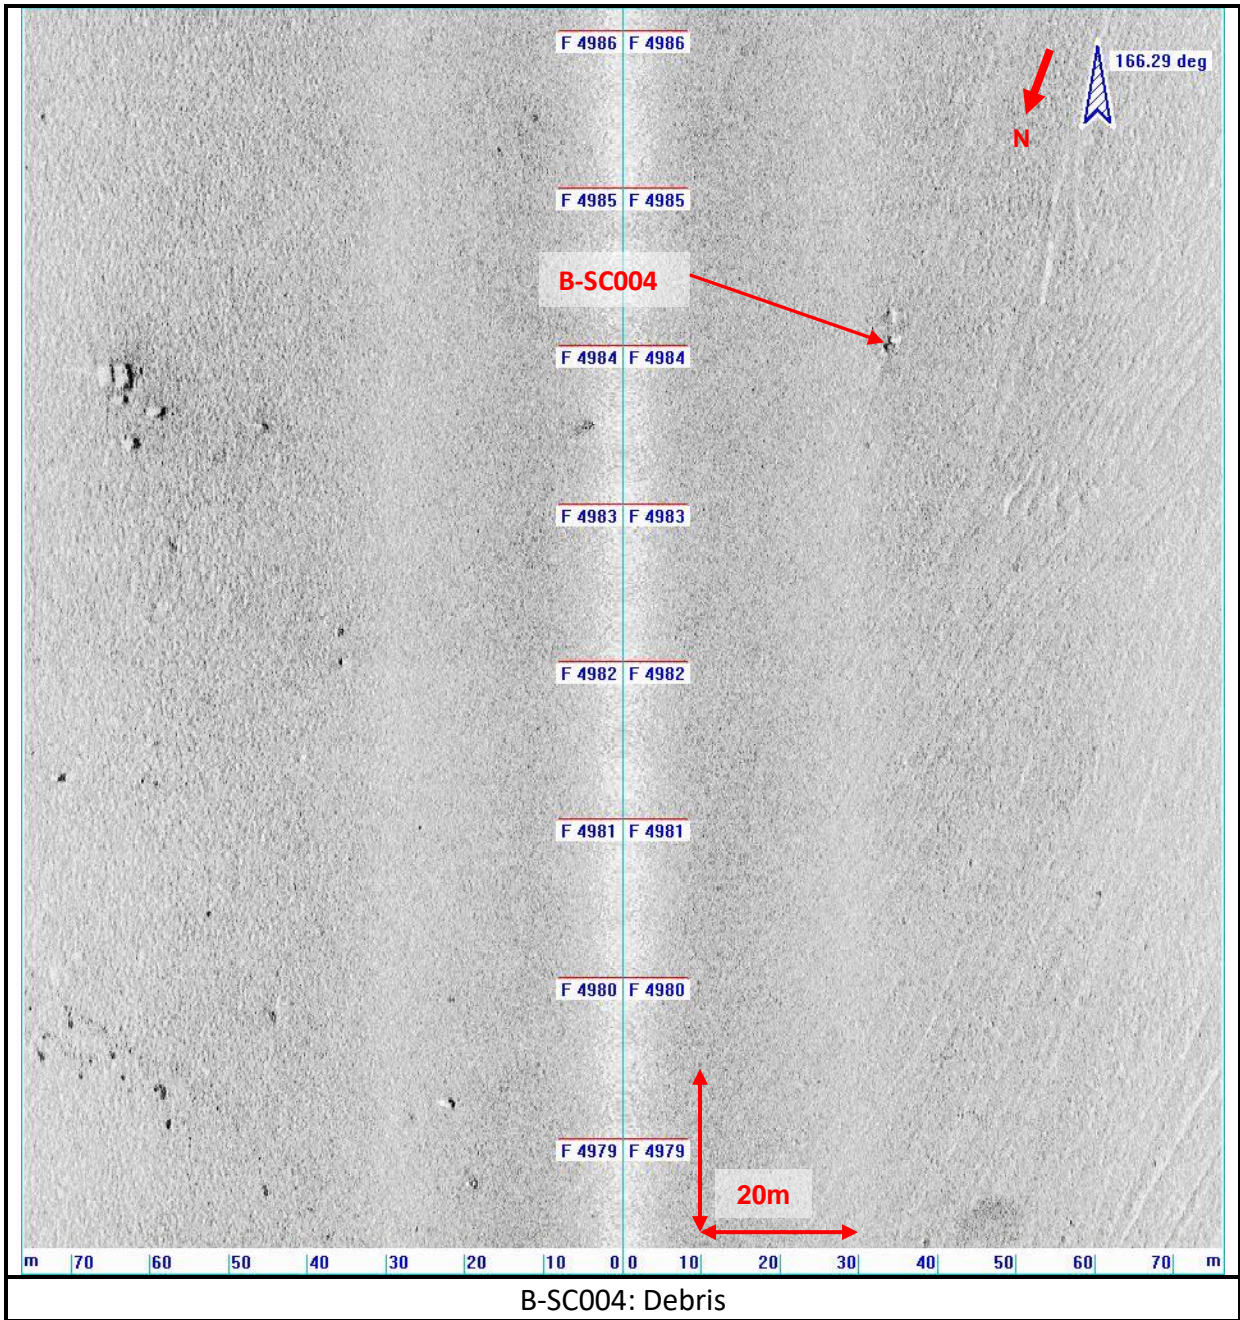 F 4986 F 4986
166.29 deg
N
F 4985 F 4985
B-SC004
F 4984 F 4984
F 4983 F 4983
F 4982 F 4982
F 4981 F 4981
F 4980 F 4980
F 4979 F 4979
20m
m 70 60 50 40 30 20 10 0 0 10 20 30 40 50 60 70 m
B-SC004: Debris